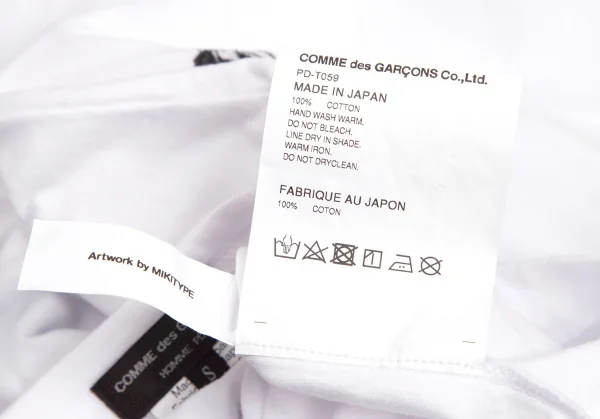 COMME des GARÇONS Co.,Ltd.
PD-T059
MADE IN JAPAN
100% COTTON
HAND WASH WARM.
DO NOT BLEACH.
LINE DRY IN SHADE.
WARM IRON.
DO NOT DRYCLEAN.
FABRIQUE AU JAPON
100% COTON
Artwork by MIKITYPE
COMME des
HOMME
S